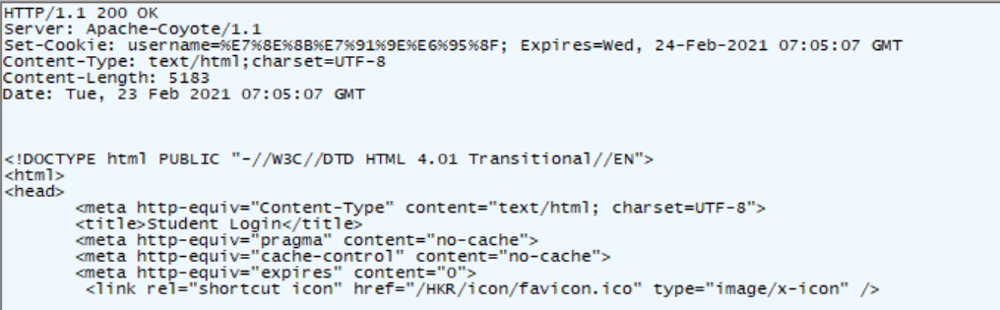 HTTP/1.1 200 OK
Server: Apache-Coyote/1.1
Set-Cookie: username=%E7%8E%8B%E7%91%9E%E6%95%8F; Expires=Wed, 24-Feb-2021 07:05:07 GMT
Content-Type: text/html;charset=UTF-8
Content-Length: 5183
Date: Tue, 23 Feb 2021 07:05:07 GMT
<!DOCTYPE html PUBLIC "-//W3C//DTD HTML 4.01 Transitional//EN">
<html>
<head>
<meta http-equiv="Content-Type" content="text/html; charset=UTF-8">
<title>Student Login</title>
<meta http-equiv="pragma" content="no-cache">
<meta http-equiv="cache-control" content="no-cache">
<meta http-equiv="expires" content="0">
<link rel="shortcut icon" href="/HKR/icon/favicon.ico" type="image/x-icon" />